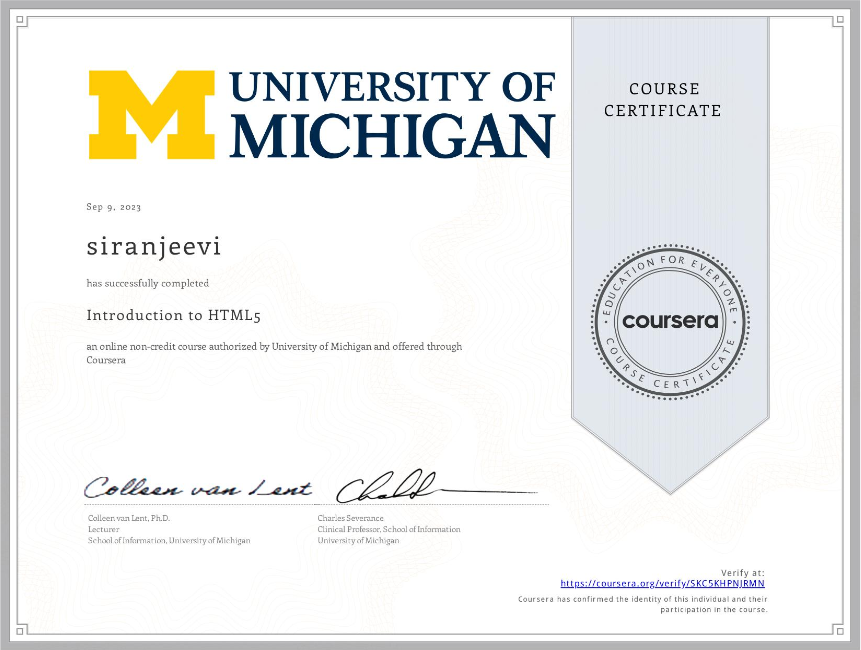 UNIVERSITY OF
MICHIGAN
COURSE
CERTIFICATE
Sep 9, 2023
siranjeevi
has successfully completed
Introduction to HTML5
an online non-credit course authorized by University of Michigan and offered through
Coursera
EDUCATION FOR EVERYONE
coursera
COURSE CERTIFICATE
Colleen van Lent
Colleen van Lent, Ph.D.
Lecturer
School of Information, University of Michigan
Charles Severance
Clinical Professor, School of Information
University of Michigan
Verify at:
https://coursera.org/verify/SKC5KHPNJRMN
Coursera has confirmed the identity of this individual and their
participation in the course.